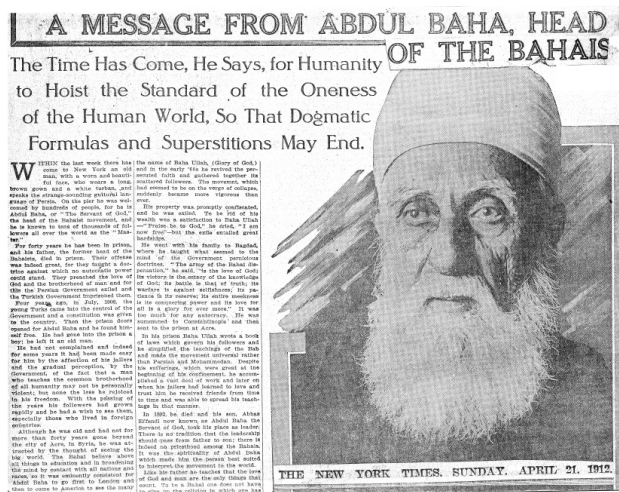 A MESSAGE FROM ABDUL BAHA, HEAD
OF THE BAHAIS
The Time Has Come, He Says, for Humanity
to Hoist the Standard of the Oneness
of the Human World, So That Dogmatic
Formulas and Superstitions May End.
WITHIN the last week there has
come to New York an old
man, with a worn and beauti-
ful face, who wears a long
brown gown and a white turban, and
speaks the strange-sounding guttural lan-
guage of Persia. On the pier he was wel-
comed by hundreds of people, for he is
Abdul Baha, or "The Servant of God,"
the head of the Bahaist movement, and
he is known to tens of thousands of fol-
lowers all over the world as the "Mas-
ter."
For forty years he has been in prison,
and his father, the former head of the
Bahaists, died in prison. Their offense
was indeed great, for they taught a doc-
trine against which no autocratic power
could stand. They preached the love of
God and the brotherhood of man and for
this the Persian Government exiled and
the Turkish Government imprisoned them.
Four years ago, in July, 1908, the
young Turks came into the control of the
Government and a constitution was given
to the country. Then the prison doors
opened for Abdul Baha and he found him-
self free. He had gone into the prison a
boy; he left it an old man.
He had not complained and indeed
for some years it had been made easy
for him by the affection of his jailers
and the gradual perception, by the
Government, of the fact that a man
who teaches the common brotherhood
of all humanity may not be personally
violent; but none the less he rejoiced
in his freedom. With the passing of
the years his followers had grown
rapidly and he had a wish to see them,
especially those who lived in foreign
countries.
Although he was old and had not for
more than forty years gone beyond
the city of Acre, in Syria, he was at-
tracted by the thought of seeing the
big world. The Bahai believe above
all things in education and in broadening
the mind by contact with all nations and
races, so it was eminently
Abdul Baha to go first to London and
then to come to America to see the many
the name of Baha Ullah, (Glory of God,)
and in the early '60s he revived the per-
secuted faith and gathered together its
scattered followers. The movement, which
had seemed to be on the verge of collapse,
suddenly became more vigorous than
ever.
His property was promptly confiscated,
and he was exiled. To be rid of his
wealth was a satisfaction to Baha Ullah
—"Praise be to God," he cried, "I am
now free"—but the exile entailed great
hardships.
He went with his family to Bagdad,
where he taught what seemed to the
mind of the Government pernicious
doctrines. "The army of the Bahai dis-
pensation," he said, "is the love of God;
its victory is the ecstasy of the knowledge
of God; its battle is that of truth; its
warfare is against selfishness; its pa-
tience is its reserve; its entire meekness
is its conquering power and its love for
all is a glory for ever more." It was
too much for any autocracy. He was
summoned to Constantinople and then
sent to the prison at Acre.
In his prison Baha Ullah wrote a book
of laws which govern his followers and
he simplified the teachings of the Bab
and made the movement universal rather
than Persian and Mohammedan. Despite
his sufferings, which were great at the
beginning of his confinement, he accom-
plished a vast deal of work and later on
when his jailers had learned to love and
trust him he received friends from time
to time and was able to spread his teach-
ings in that manner.
In 1892, he died and his son, Abbas
Effendi now known as Abdul Baha the
Servant of God, took his place as leader.
There is no tradition that the leadership
should pass from father to son; there is
indeed no priesthood among the Bahais.
It was the spirituality of Abdul Baha
which made him the person best suited
to interpret the movement to the world.
Like his father he teaches that the love
of God and man are the only things that
count. To be a Bahai one does not have
to give up the religion in which one has
THE NEW YORK TIMES. SUNDAY, APRIL 21, 1912.